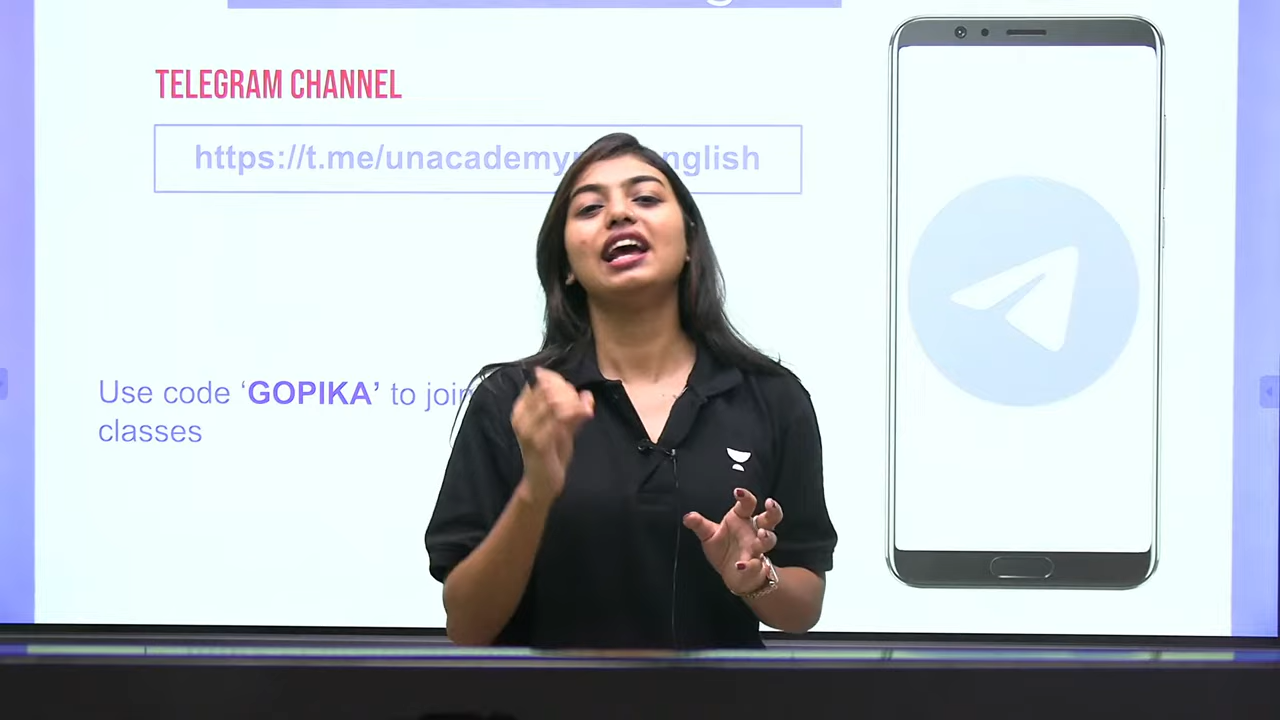 TELEGRAM CHANNEL
https://t.me/unacademy
nglish
Use code ‘GOPIKA’ to join
classes